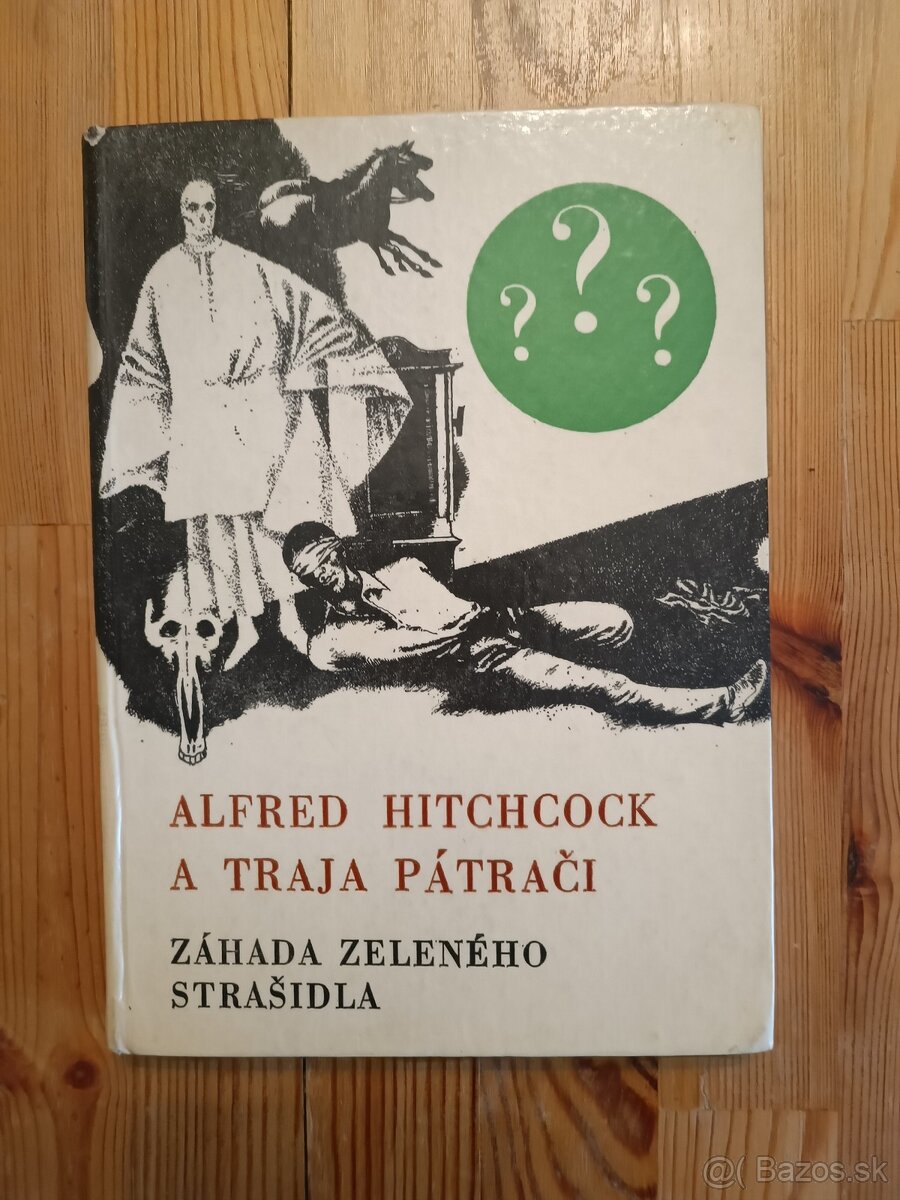 ? ? ?
ALFRED HITCHCOCK
A TRAJA PÁTRAČI
ZÁHADA ZELENÉHO
STRAŠIDLA
@( Bazos.sk